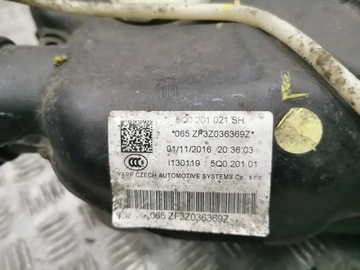 5Q0 201 021 SH
*065 ZF3Z036369Z*
01/11/2016 20:36:03
I130119 5Q0 201 01
YAPP CZECH AUTOMOTIVE SYSTEMS Co., s.r.o.
*065 ZF3Z036369Z